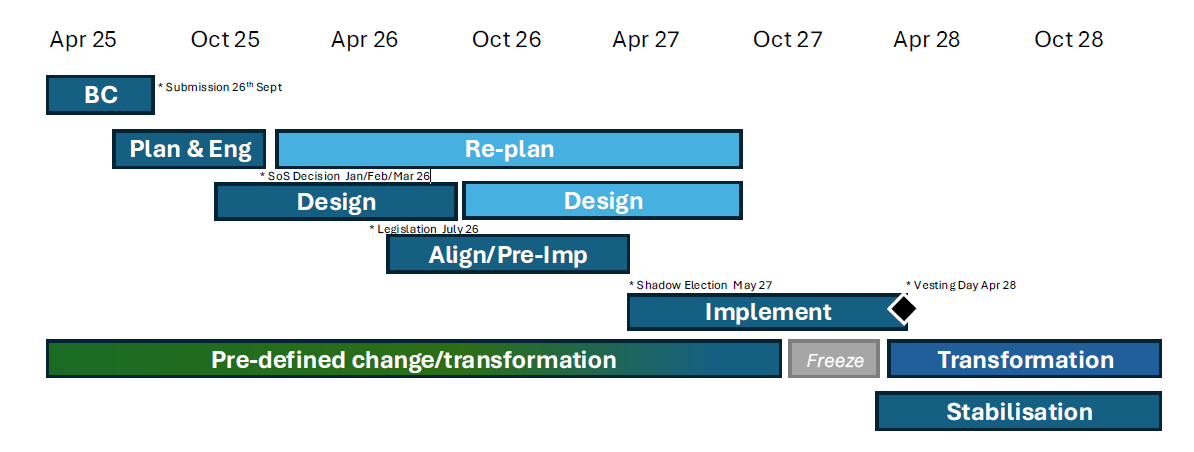 Apr 25 Oct 25 Apr 26 Oct 26 Apr 27 Oct 27 Apr 28 Oct 28
BC * Submission 26th Sept
Plan & Eng Re-plan
* SoS Decision Jan/Feb/Mar 26
Design Design
* Legislation July 26
Align/Pre-Imp
* Shadow Election May 27 * Vesting Day Apr 28
Implement
Pre-defined change/transformation Freeze Transformation
Stabilisation